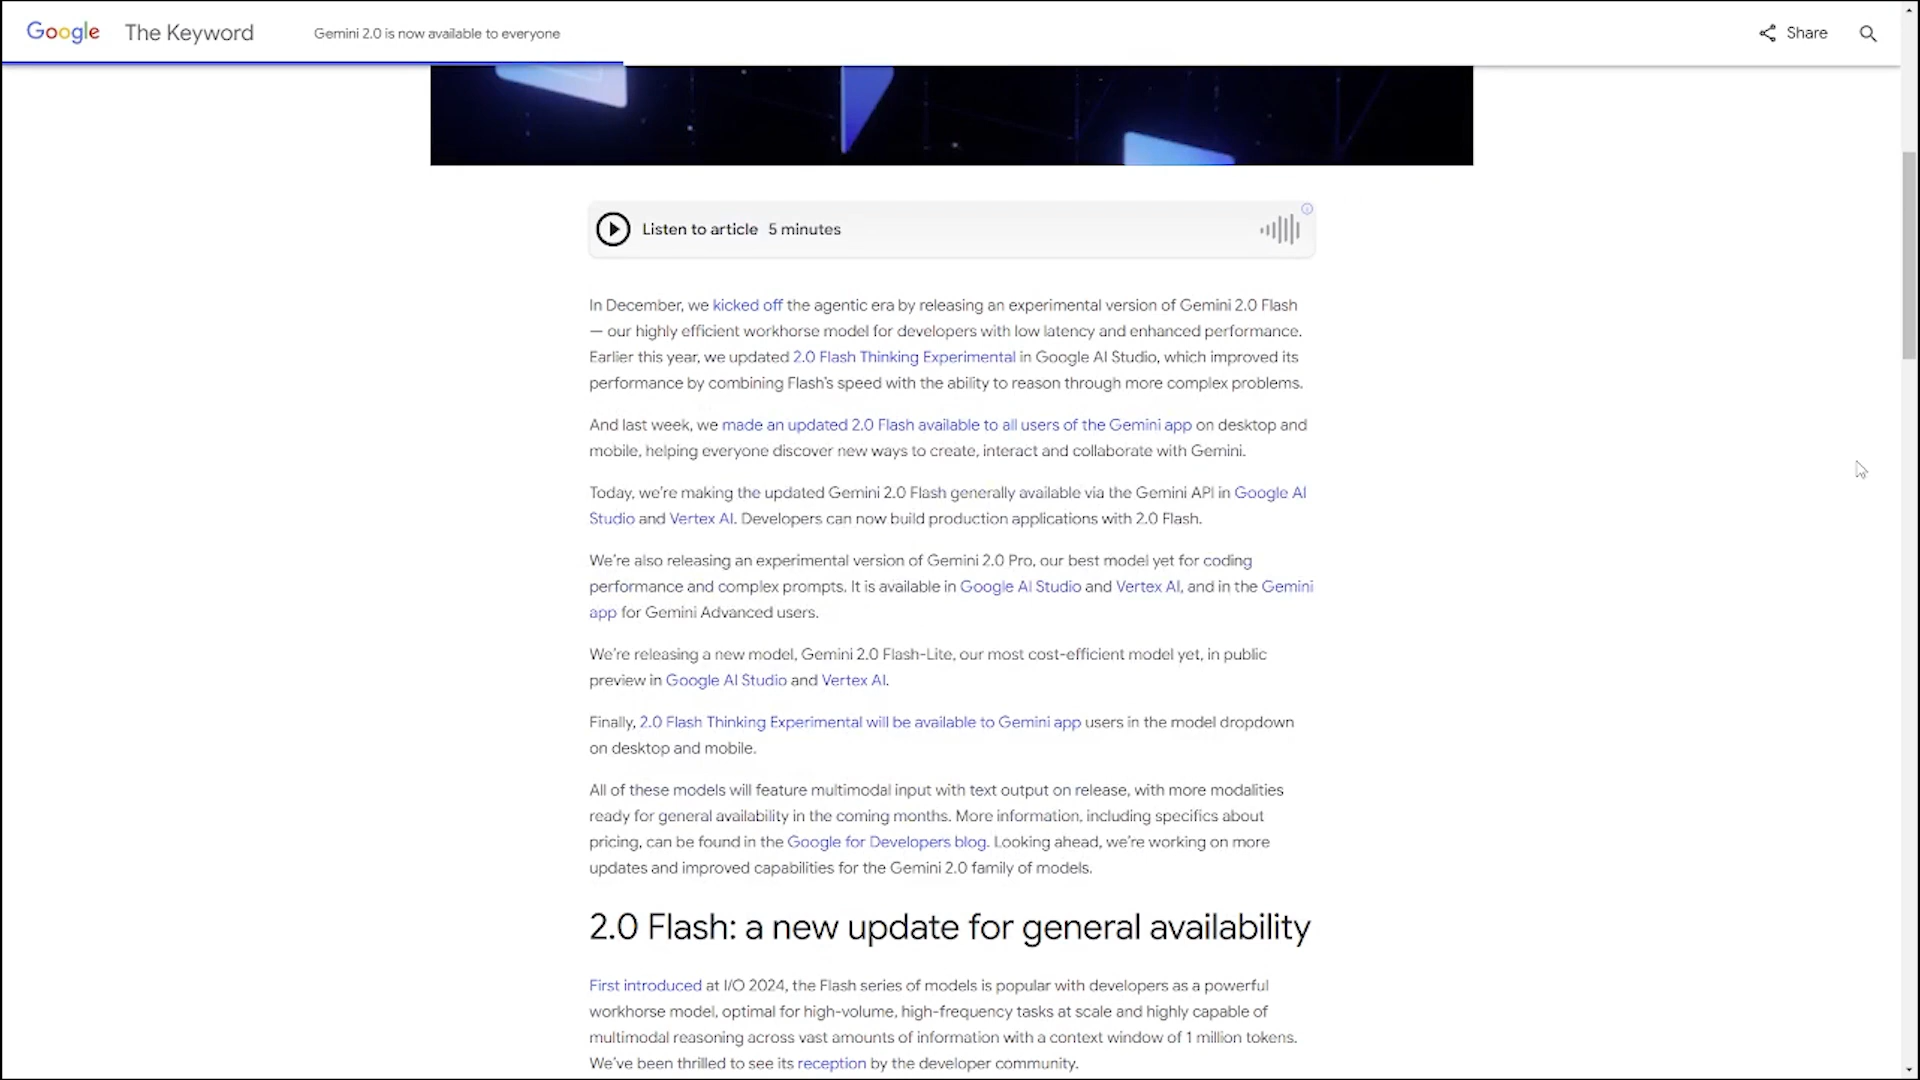 Google The Keyword Gemini 2.0 is now available to everyone Share
Listen to article 5 minutes
In December, we kicked off the agentic era by releasing an experimental version of Gemini 2.0 Flash
— our highly efficient workhorse model for developers with low latency and enhanced performance.
Earlier this year, we updated 2.0 Flash Thinking Experimental in Google AI Studio, which improved its
performance by combining Flash’s speed with the ability to reason through more complex problems.
And last week, we made an updated 2.0 Flash available to all users of the Gemini app on desktop and
mobile, helping everyone discover new ways to create, interact and collaborate with Gemini.
Today, we’re making the updated Gemini 2.0 Flash generally available via the Gemini API in Google AI
Studio and Vertex AI. Developers can now build production applications with 2.0 Flash.
We’re also releasing an experimental version of Gemini 2.0 Pro, our best model yet for coding
performance and complex prompts. It is available in Google AI Studio and Vertex AI, and in the Gemini
app for Gemini Advanced users.
We’re releasing a new model, Gemini 2.0 Flash-Lite, our most cost-efficient model yet, in public
preview in Google AI Studio and Vertex AI.
Finally, 2.0 Flash Thinking Experimental will be available to Gemini app users in the model dropdown
on desktop and mobile.
All of these models will feature multimodal input with text output on release, with more modalities
ready for general availability in the coming months. More information, including specifics about
pricing, can be found in the Google for Developers blog. Looking ahead, we’re working on more
updates and improved capabilities for the Gemini 2.0 family of models.
2.0 Flash: a new update for general availability
First introduced at I/O 2024, the Flash series of models is popular with developers as a powerful
workhorse model, optimal for high-volume, high-frequency tasks at scale and highly capable of
multimodal reasoning across vast amounts of information with a context window of 1 million tokens.
We’ve been thrilled to see its reception by the developer community.